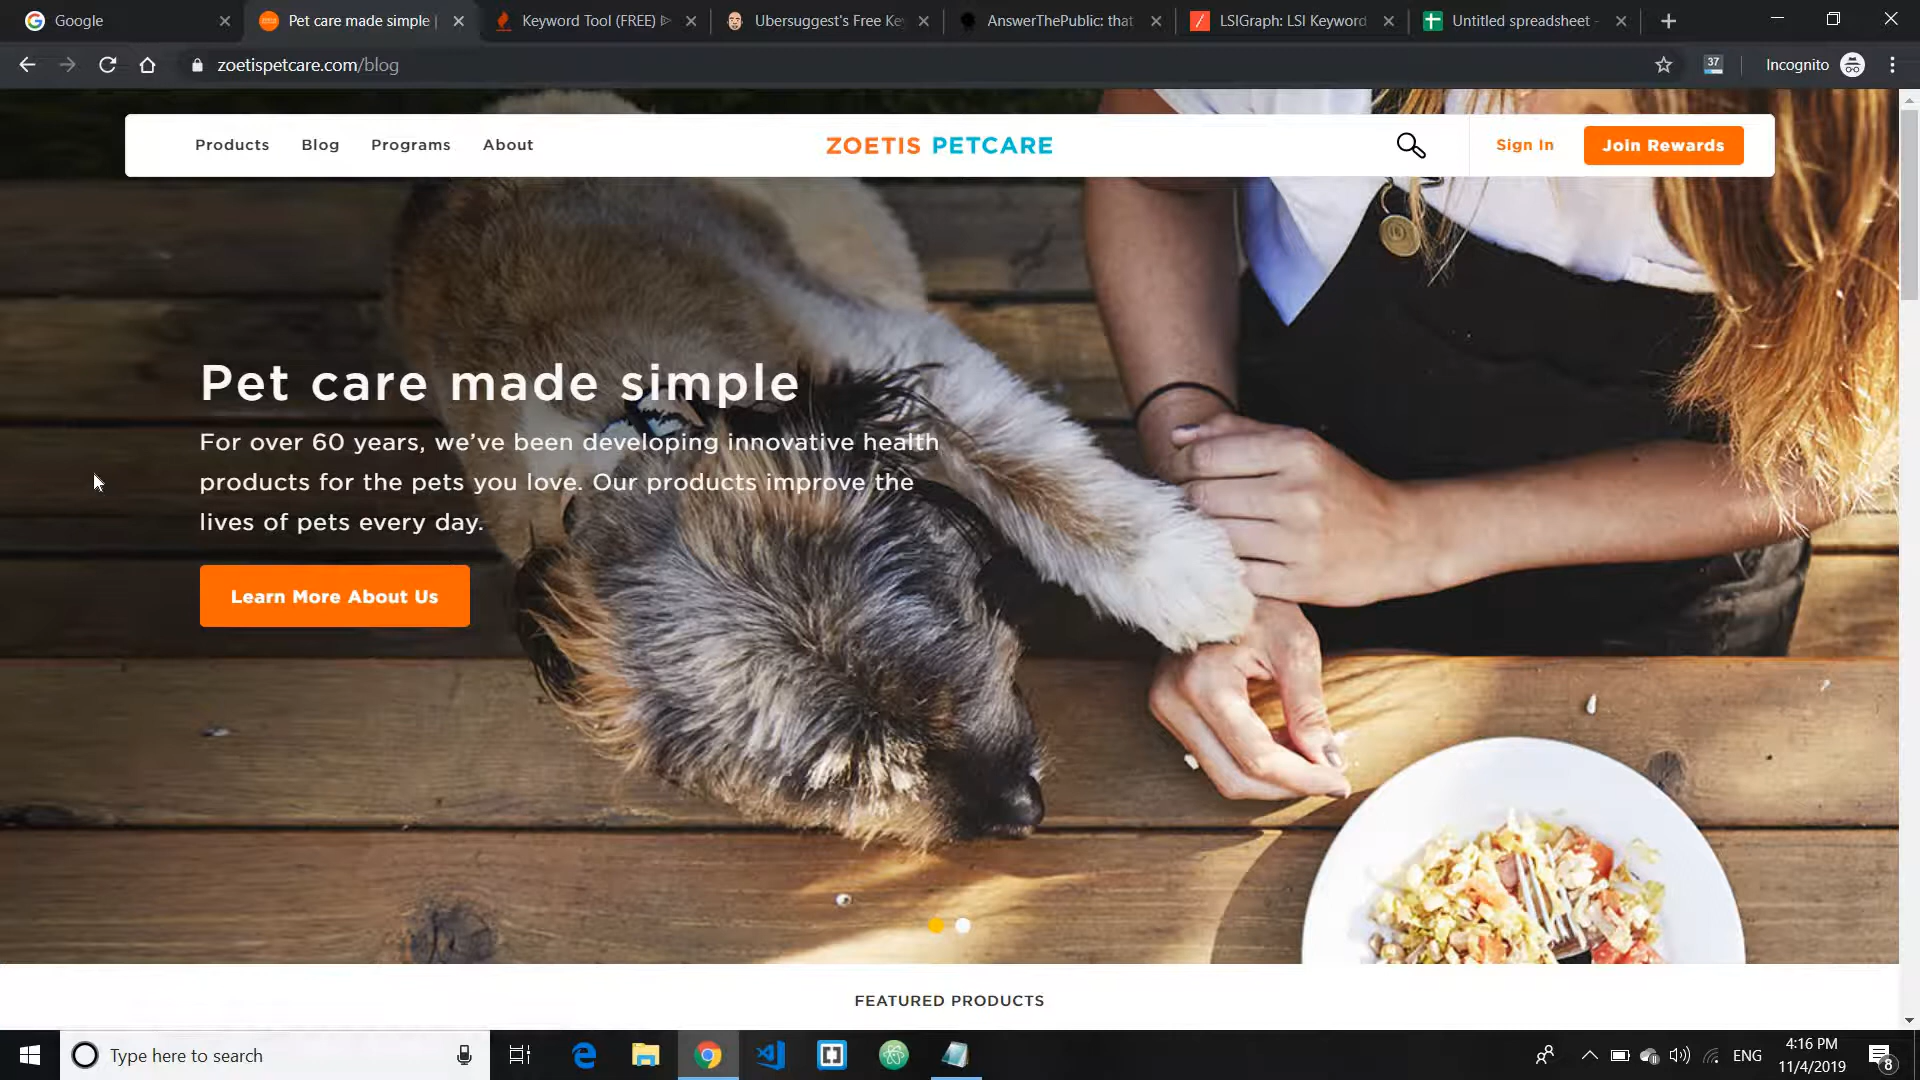 Google
Pet care made simple |
Keyword Tool (FREE)
Ubersuggest's Free Ke
AnswerThePublic: that
LSIGraph: LSI Keyword
Untitled spreadsheet -
zoetispetcare.com/blog
37
Incognito
Products
Blog
Programs
About
ZOETIS PETCARE
Sign In
Join Rewards
Pet care made simple
For over 60 years, we’ve been developing innovative health
products for the pets you love. Our products improve the
lives of pets every day.
Learn More About Us
FEATURED PRODUCTS
Type here to search
ENG
4:16 PM
11/4/2019
8